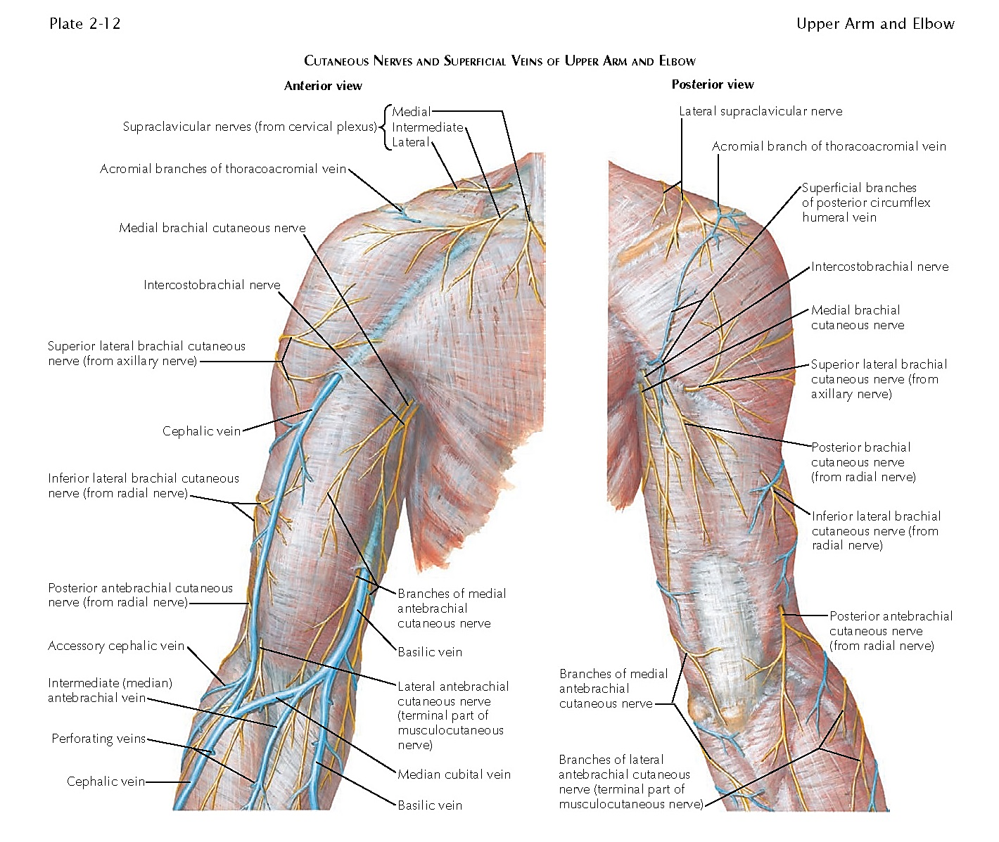 Plate 2-12
Upper Arm and Elbow
Cutaneous Nerves and Superficial Veins of Upper Arm and Elbow
Anterior view
Supraclavicular nerves (from cervical plexus)
Medial
Intermediate
Lateral
Acromial branches of thoracoacromial vein
Medial brachial cutaneous nerve
Intercostobrachial nerve
Superior lateral brachial cutaneous
nerve (from axillary nerve)
Cephalic vein
Inferior lateral brachial cutaneous
nerve (from radial nerve)
Posterior antebrachial cutaneous
nerve (from radial nerve)
Accessory cephalic vein
Intermediate (median)
antebrachial vein
Perforating veins
Cephalic vein
Branches of medial
antebrachial
cutaneous nerve
Basilic vein
Lateral antebrachial
cutaneous nerve
(terminal part of
musculocutaneous
nerve)
Median cubital vein
Basilic vein
Posterior view
Lateral supraclavicular nerve
Acromial branch of thoracoacromial vein
Superficial branches
of posterior circumflex
humeral vein
Intercostobrachial nerve
Medial brachial
cutaneous nerve
Superior lateral brachial
cutaneous nerve (from
axillary nerve)
Posterior brachial
cutaneous nerve
(from radial nerve)
Inferior lateral brachial
cutaneous nerve (from
radial nerve)
Posterior antebrachial
cutaneous nerve
(from radial nerve)
Branches of medial
antebrachial
cutaneous nerve
Branches of lateral
antebrachial cutaneous
nerve (terminal part of
musculocutaneous nerve)